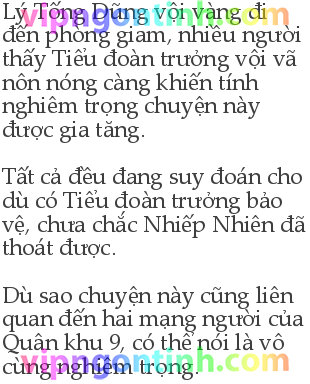 Lý Tống Dũng vội vàng đi
đến phòng giam, nhiều người
thấy Tiểu đoàn trưởng vội vã
nôn nóng càng khiến tính
nghiêm trọng chuyện này
được gia tăng.
Tất cả đều đang suy đoán cho
dù có Tiểu đoàn trưởng bảo
vệ, chưa chắc Nhiếp Nhiên đã
thoát được.
Dù sao chuyện này cũng liên
quan đến hai mạng người của
Quân khu 9, có thể nói là vô
cùng nghiêm trọng.
vipngontinh.com
vipngontinh.com